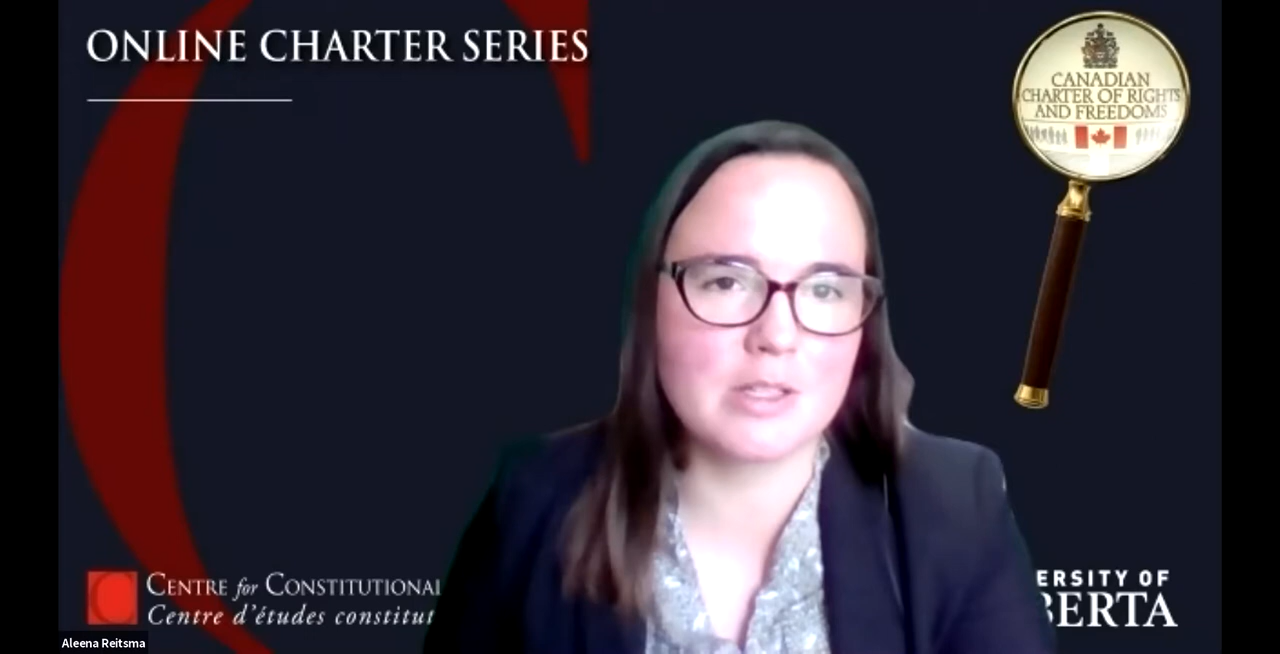 ONLINE CHARTER SERIES
CANADIAN
CHARTER OF RIGHTS
AND FREEDOMS
CENTRE for CONSTITUTIONAL
Centre d'études constitut
ERSITY OF
BERTA
Aleena Reitsma